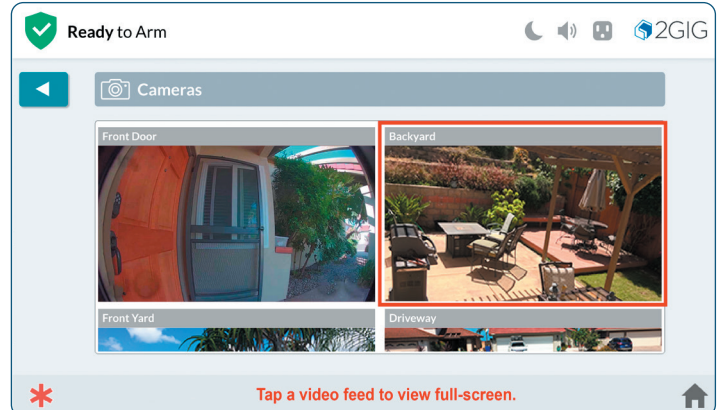 Ready to Arm
2GIG
Cameras
Front Door
Backyard
Front Yard
Driveway
Tap a video feed to view full-screen.